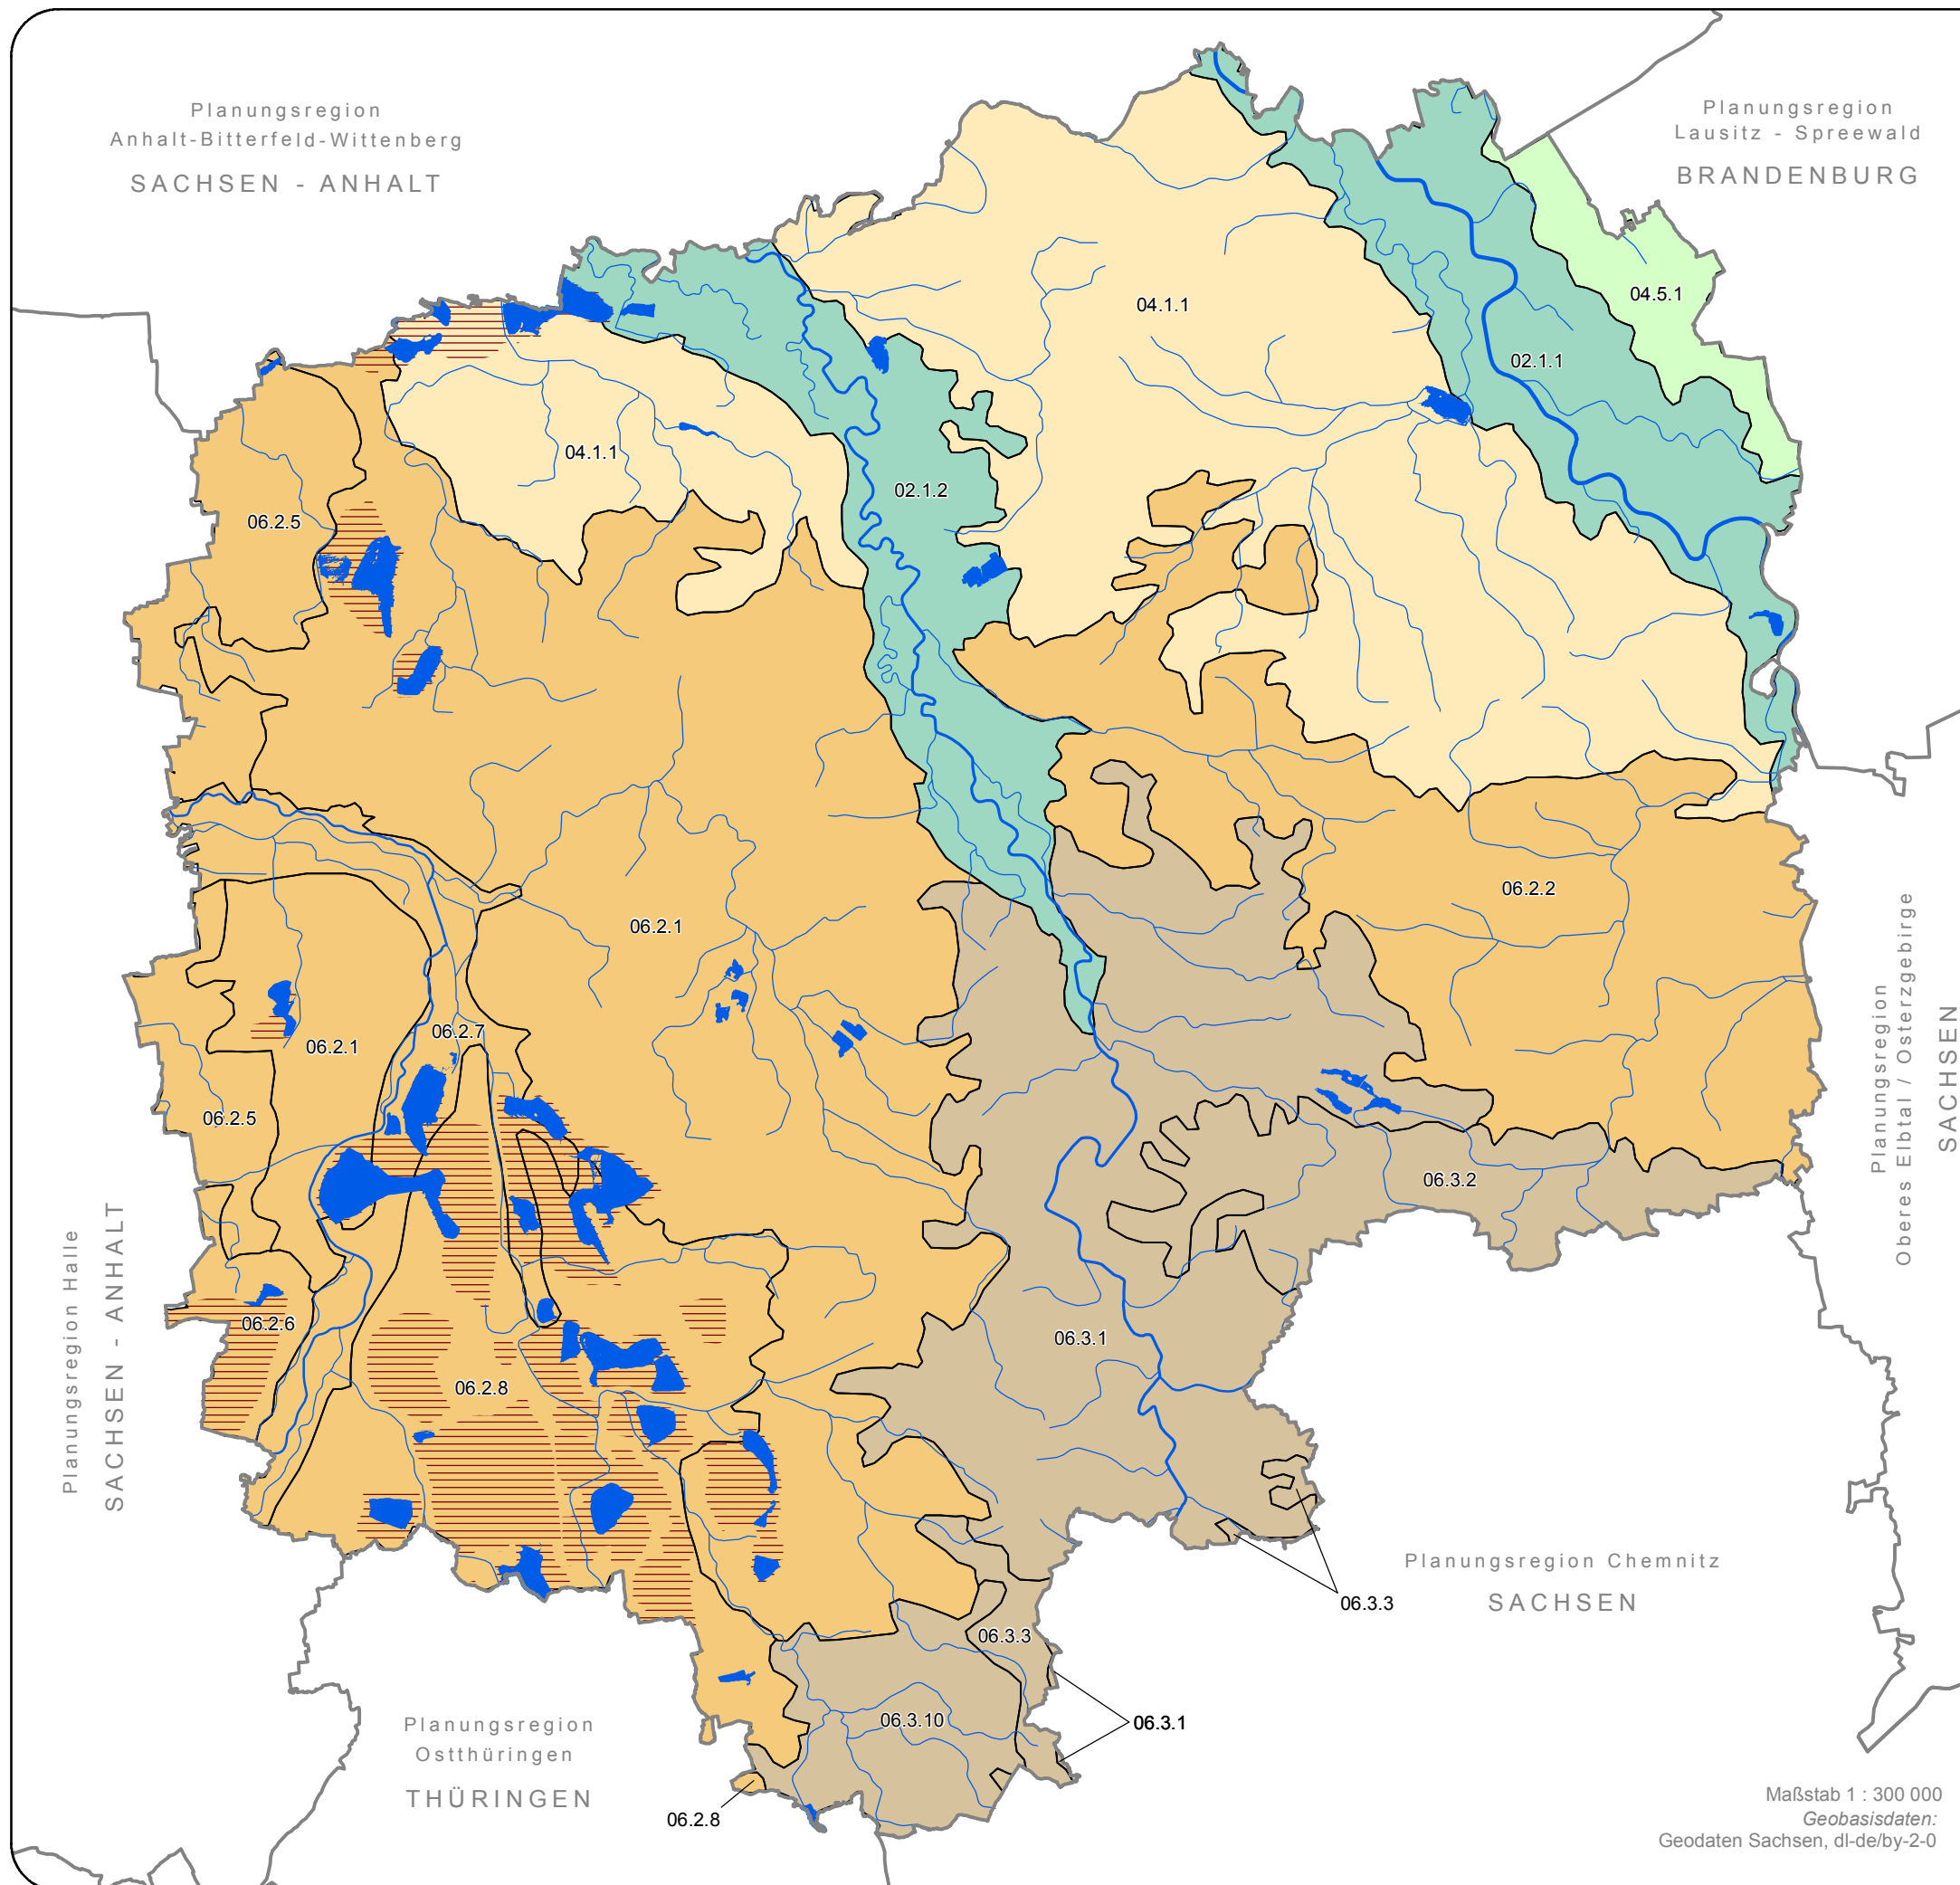 Planungsregion
Anhalt-Bitterfeld-Wittenberg
SACHSEN - ANHALT
Planungsregion
Lausitz - Spreewald
BRANDENBURG
04.1.1
04.5.1
02.1.1
04.1.1
02.1.2
06.2.5
06.2.2
06.2.1
06.2.7
06.2.1
06.2.5
06.3.2
Planungsregion
Oberes Elbtal / Osterzgebirge
SACHSEN
Planungsregion Halle
SACHSEN - ANHALT
06.2.6
06.3.1
06.2.8
Planungsregion Chemnitz
SACHSEN
06.3.3
06.3.3
06.3.10
06.3.1
Planungsregion
Ostthüringen
THÜRINGEN
06.2.8
Maßstab 1 : 300 000
Geobasisdaten:
Geodaten Sachsen, dl-de/by-2-0